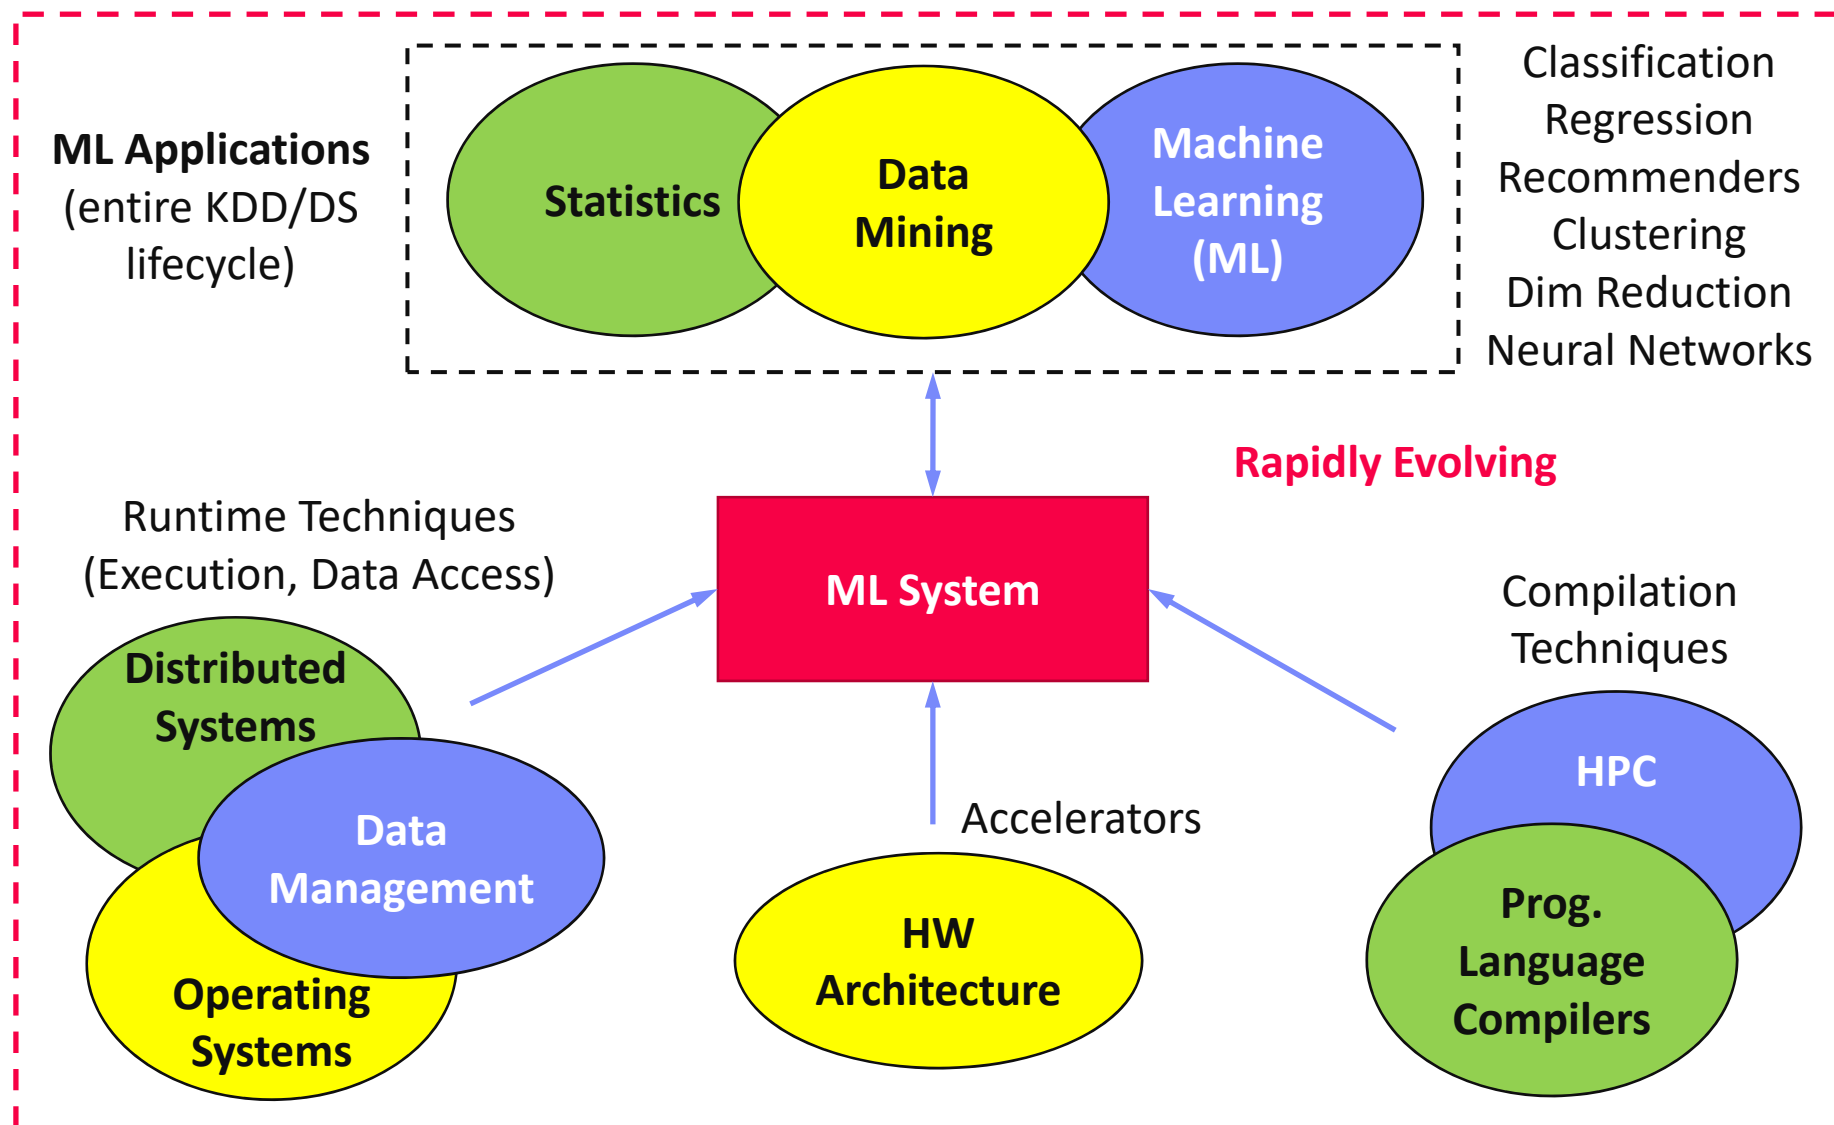 ML Applications
(entire KDD/DS
lifecycle)
Statistics
Data
Mining
Machine
Learning
(ML)
Classification
Regression
Recommenders
Clustering
Dim Reduction
Neural Networks
Rapidly Evolving
Runtime Techniques
(Execution, Data Access)
ML System
Compilation
Techniques
Distributed
Systems
Data
Management
Operating
Systems
Accelerators
HW
Architecture
HPC
Prog.
Language
Compilers